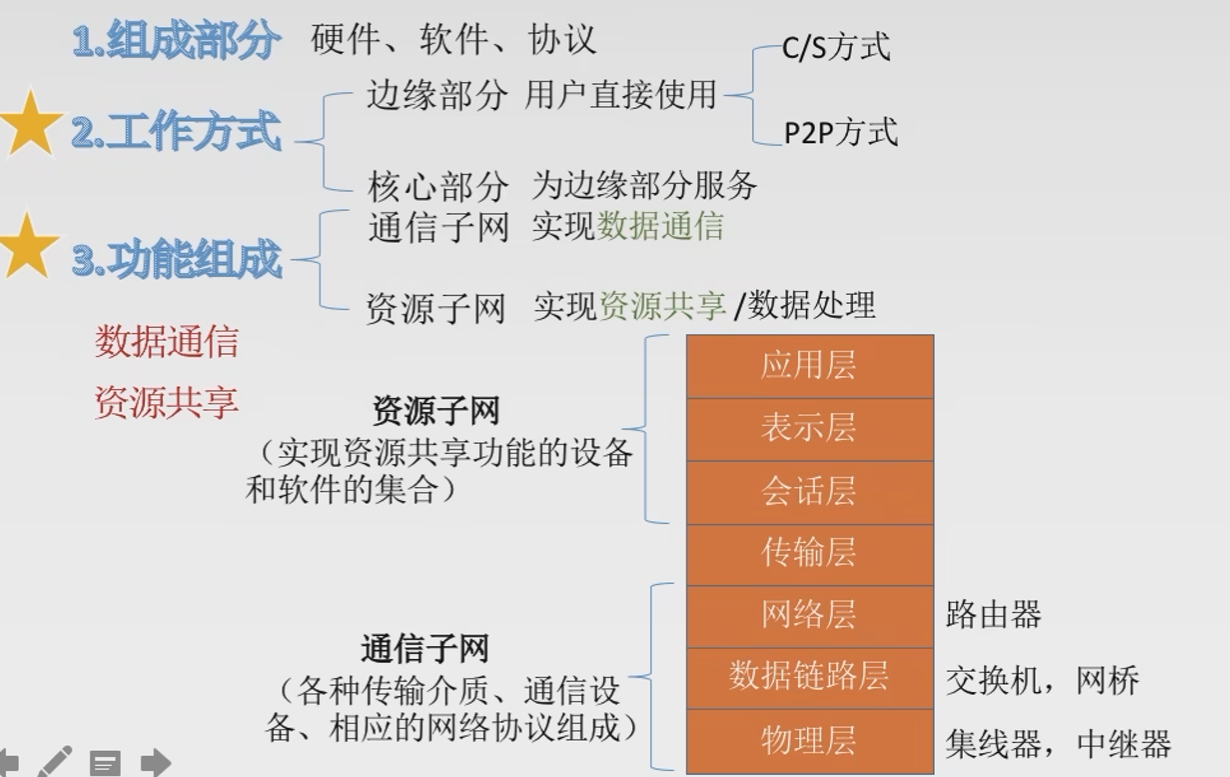 1.组成部分 硬件、软件、协议
C/S方式
边缘部分 用户直接使用
2.工作方式
P2P方式
核心部分 为边缘部分服务
通信子网 实现数据通信
3.功能组成
资源子网 实现资源共享/数据处理
数据通信
资源共享
资源子网
（实现资源共享功能的设备
和软件的集合）
应用层
表示层
会话层
传输层
网络层 路由器
通信子网
（各种传输介质、通信设
备、相应的网络协议组成）
数据链路层 交换机，网桥
物理层 集线器，中继器